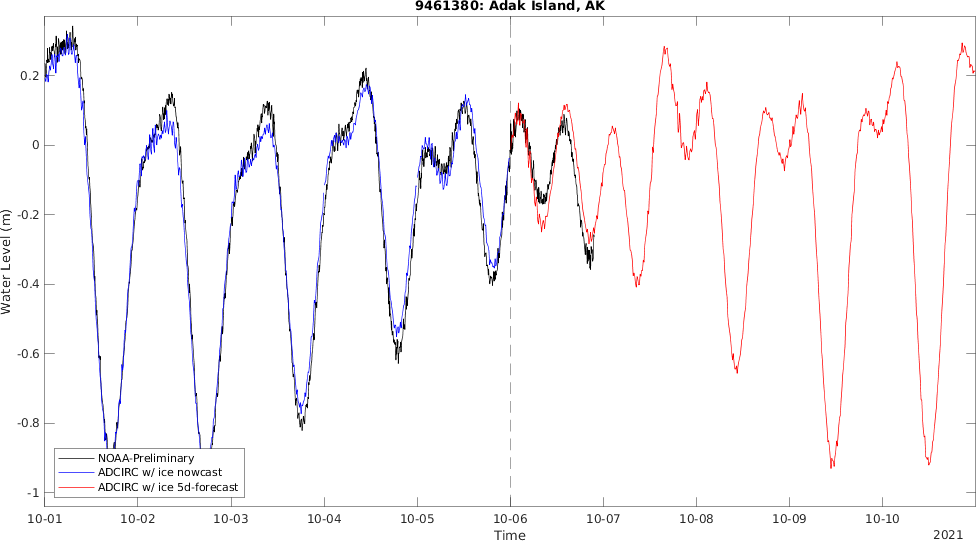 9461380: Adak Island, AK
0.2
0
-0.2
-0.4
-0.6
-0.8
-1
Water Level (m)
NOAA-Preliminary
ADCIRC w/ ice nowcast
ADCIRC w/ ice 5d-forecast
10-01 10-02 10-03 10-04 10-05 10-06 10-07 10-08 10-09 10-10
Time
2021